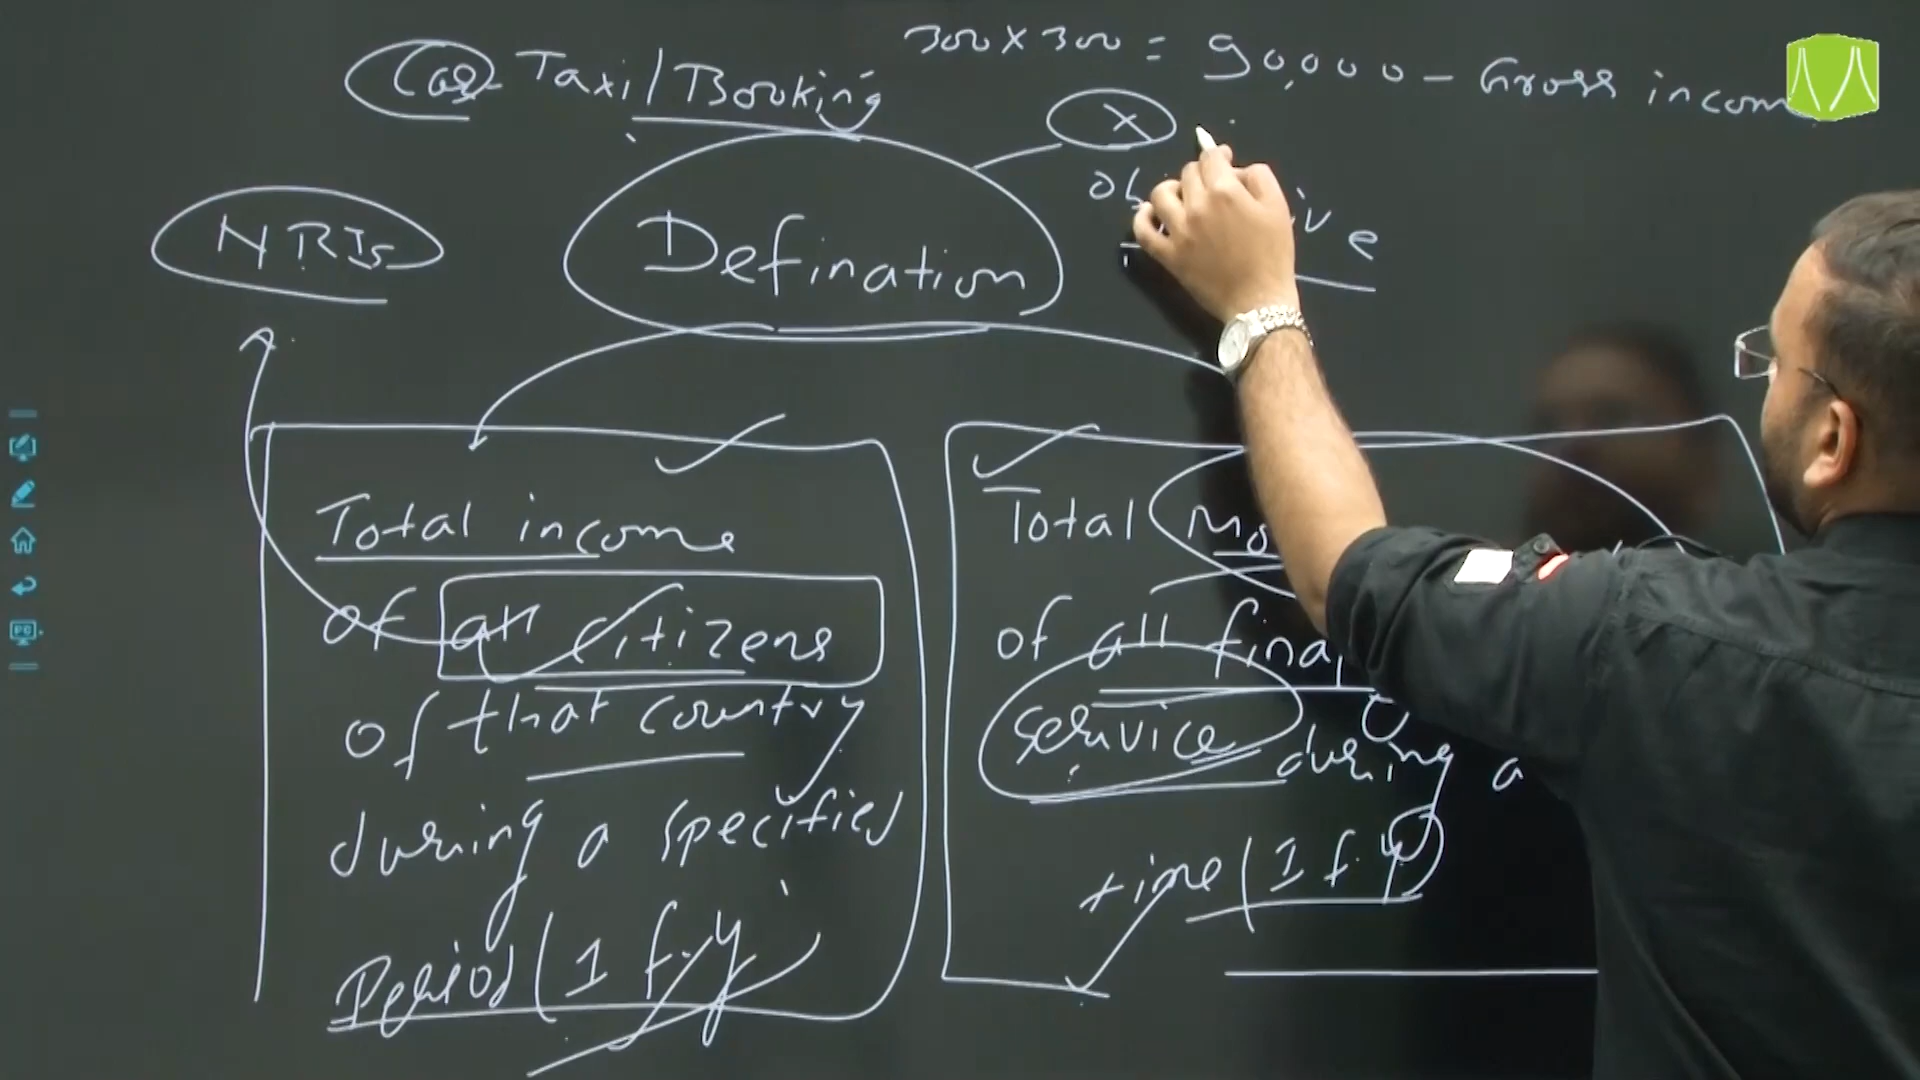 Car Taxi/Booking
300 x 300 = 90,000 - Gross income
x
NRIs
Defination
Total income
of all citizens
of that country
during a specified
Period (1 f.y)
Total
of all final
service during a
time (1 f.y)